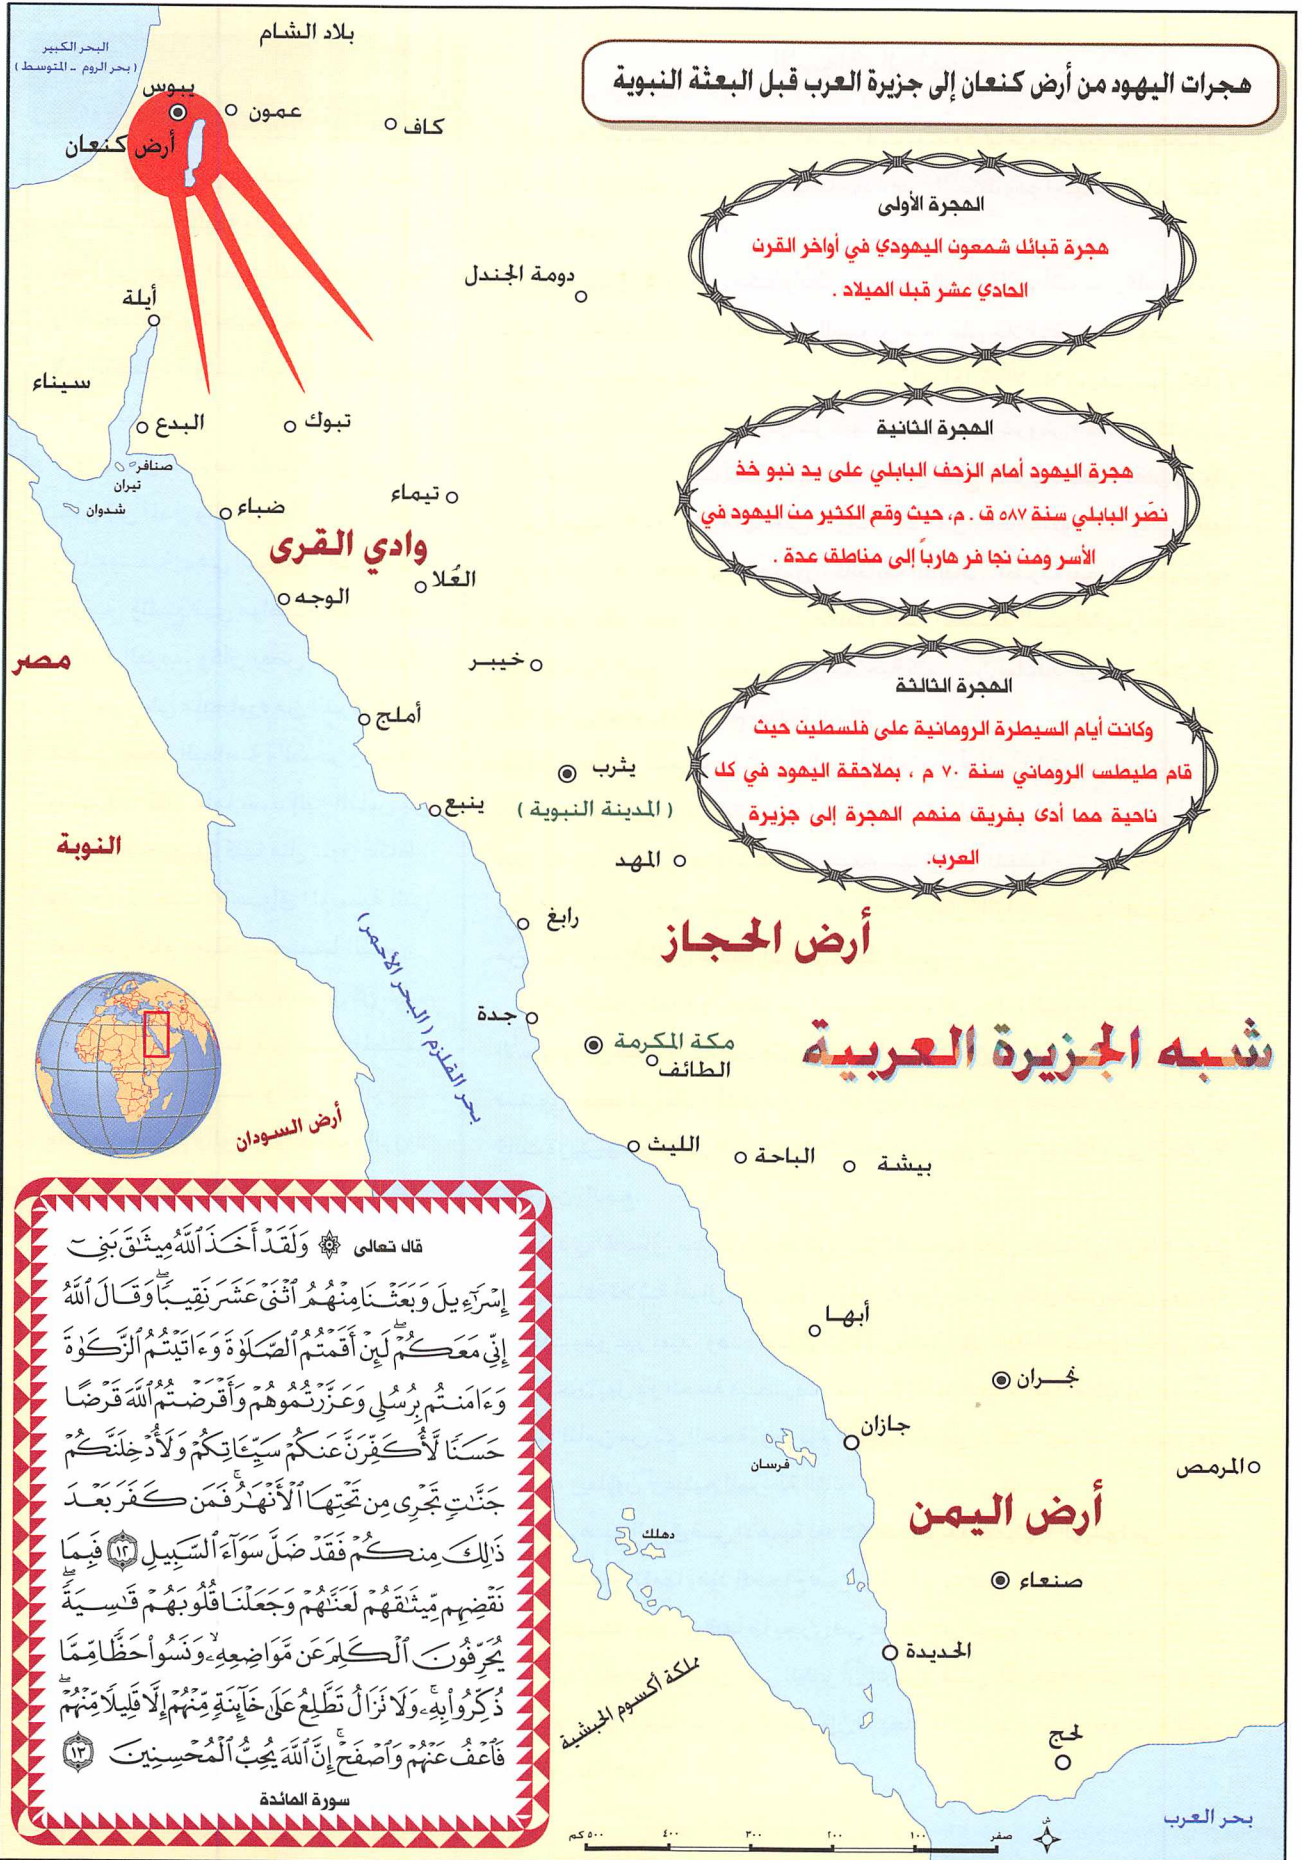 هجرات اليهود من أرض كنعان إلى جزيرة العرب قبل البعثة النبوية
بلاد الشام
البحر الكبير
(بحر الروم ـ المتوسط)
يبوس
عمون
كاف
أرض كنعان
الهجرة الأولى
هجرة قبائل شمعون اليهودي في أواخر القرن
الحادي عشر قبل الميلاد .
دومة الجندل
أيلة
سيناء
البدع
تبوك
صنافر
تيران
شدوان
ضباء
تيماء
وادي القرى
العُلا
الوجه
الهجرة الثانية
هجرة اليهود أمام الزحف البابلي على يد نبو خذ
نصَر البابلي سنة ٥٨٧ ق . م، حيث وقع الكثير من اليهود في
الأسر ومن نجا فر هارباً إلى مناطق عدة .
مصر
خيبر
أملج
الهجرة الثالثة
وكانت أيام السيطرة الرومانية على فلسطين حيث
قام طيطس الروماني سنة ٧٠ م ، بملاحقة اليهود في كل
ناحية مما أدى بفريق منهم الهجرة إلى جزيرة
العرب.
يثرب
(المدينة النبوية)
ينبع
النوبة
المهد
رابغ
أرض الحجاز
بحر القلزم (البحر الأحمر)
جدة
مكة المكرمة
الطائف
شبه الجزيرة العربية
أرض السودان
الليث
الباحة
بيشة
أبها
نجران
جازان
فرسان
المرمص
أرض اليمن
دهلك
صنعاء
الحديدة
مملكة أكسوم الحبشية
لحج
بحر العرب
قال تعالى ۞ وَلَقَدْ أَخَذَ ٱللَّهُ مِيثَٰقَ بَنِىٓ
إِسْرَٰٓءِيلَ وَبَعَثْنَا مِنْهُمُ ٱثْنَىْ عَشَرَ نَقِيبًا ۖ وَقَالَ ٱللَّهُ
إِنِّى مَعَكُمْ ۖ لَئِنْ أَقَمْتُمُ ٱلصَّلَوٰةَ وَءَاتَيْتُمُ ٱلزَّكَوٰةَ
وَءَامَنتُم بِرُسُلِى وَعَزَّرْتُمُوهُمْ وَأَقْرَضْتُمُ ٱللَّهَ قَرْضًا
حَسَنًا لَّأُكَفِّرَنَّ عَنكُمْ سَيِّـَٔاتِكُمْ وَلَأُدْخِلَنَّكُمْ
جَنَّٰتٍ تَجْرِى مِن تَحْتِهَا ٱلْأَنْهَٰرُ ۚ فَمَن كَفَرَ بَعْدَ
ذَٰلِكَ مِنكُمْ فَقَدْ ضَلَّ سَوَآءَ ٱلسَّبِيلِ ١٢ فَبِمَا
نَقْضِهِم مِّيثَٰقَهُمْ لَعَنَّٰهُمْ وَجَعَلْنَا قُلُوبَهُمْ قَٰسِيَةً ۖ
يُحَرِّفُونَ ٱلْكَلِمَ عَن مَّوَاضِعِهِۦ ۙ وَنَسُوا۟ حَظًّا مِّمَّا
ذُكِّرُوا۟ بِهِۦ ۚ وَلَا تَزَالُ تَطَّلِعُ عَلَىٰ خَآئِنَةٍ مِّنْهُمْ إِلَّا قَلِيلًا مِّنْهُمْ ۖ
فَٱعْفُ عَنْهُمْ وَٱصْفَحْ ۚ إِنَّ ٱللَّهَ يُحِبُّ ٱلْمُحْسِنِينَ ١٣
سورة المائدة
ش
صفر ١٠٠ ٢٠٠ ٣٠٠ ٤٠٠ ٥٠٠ كم